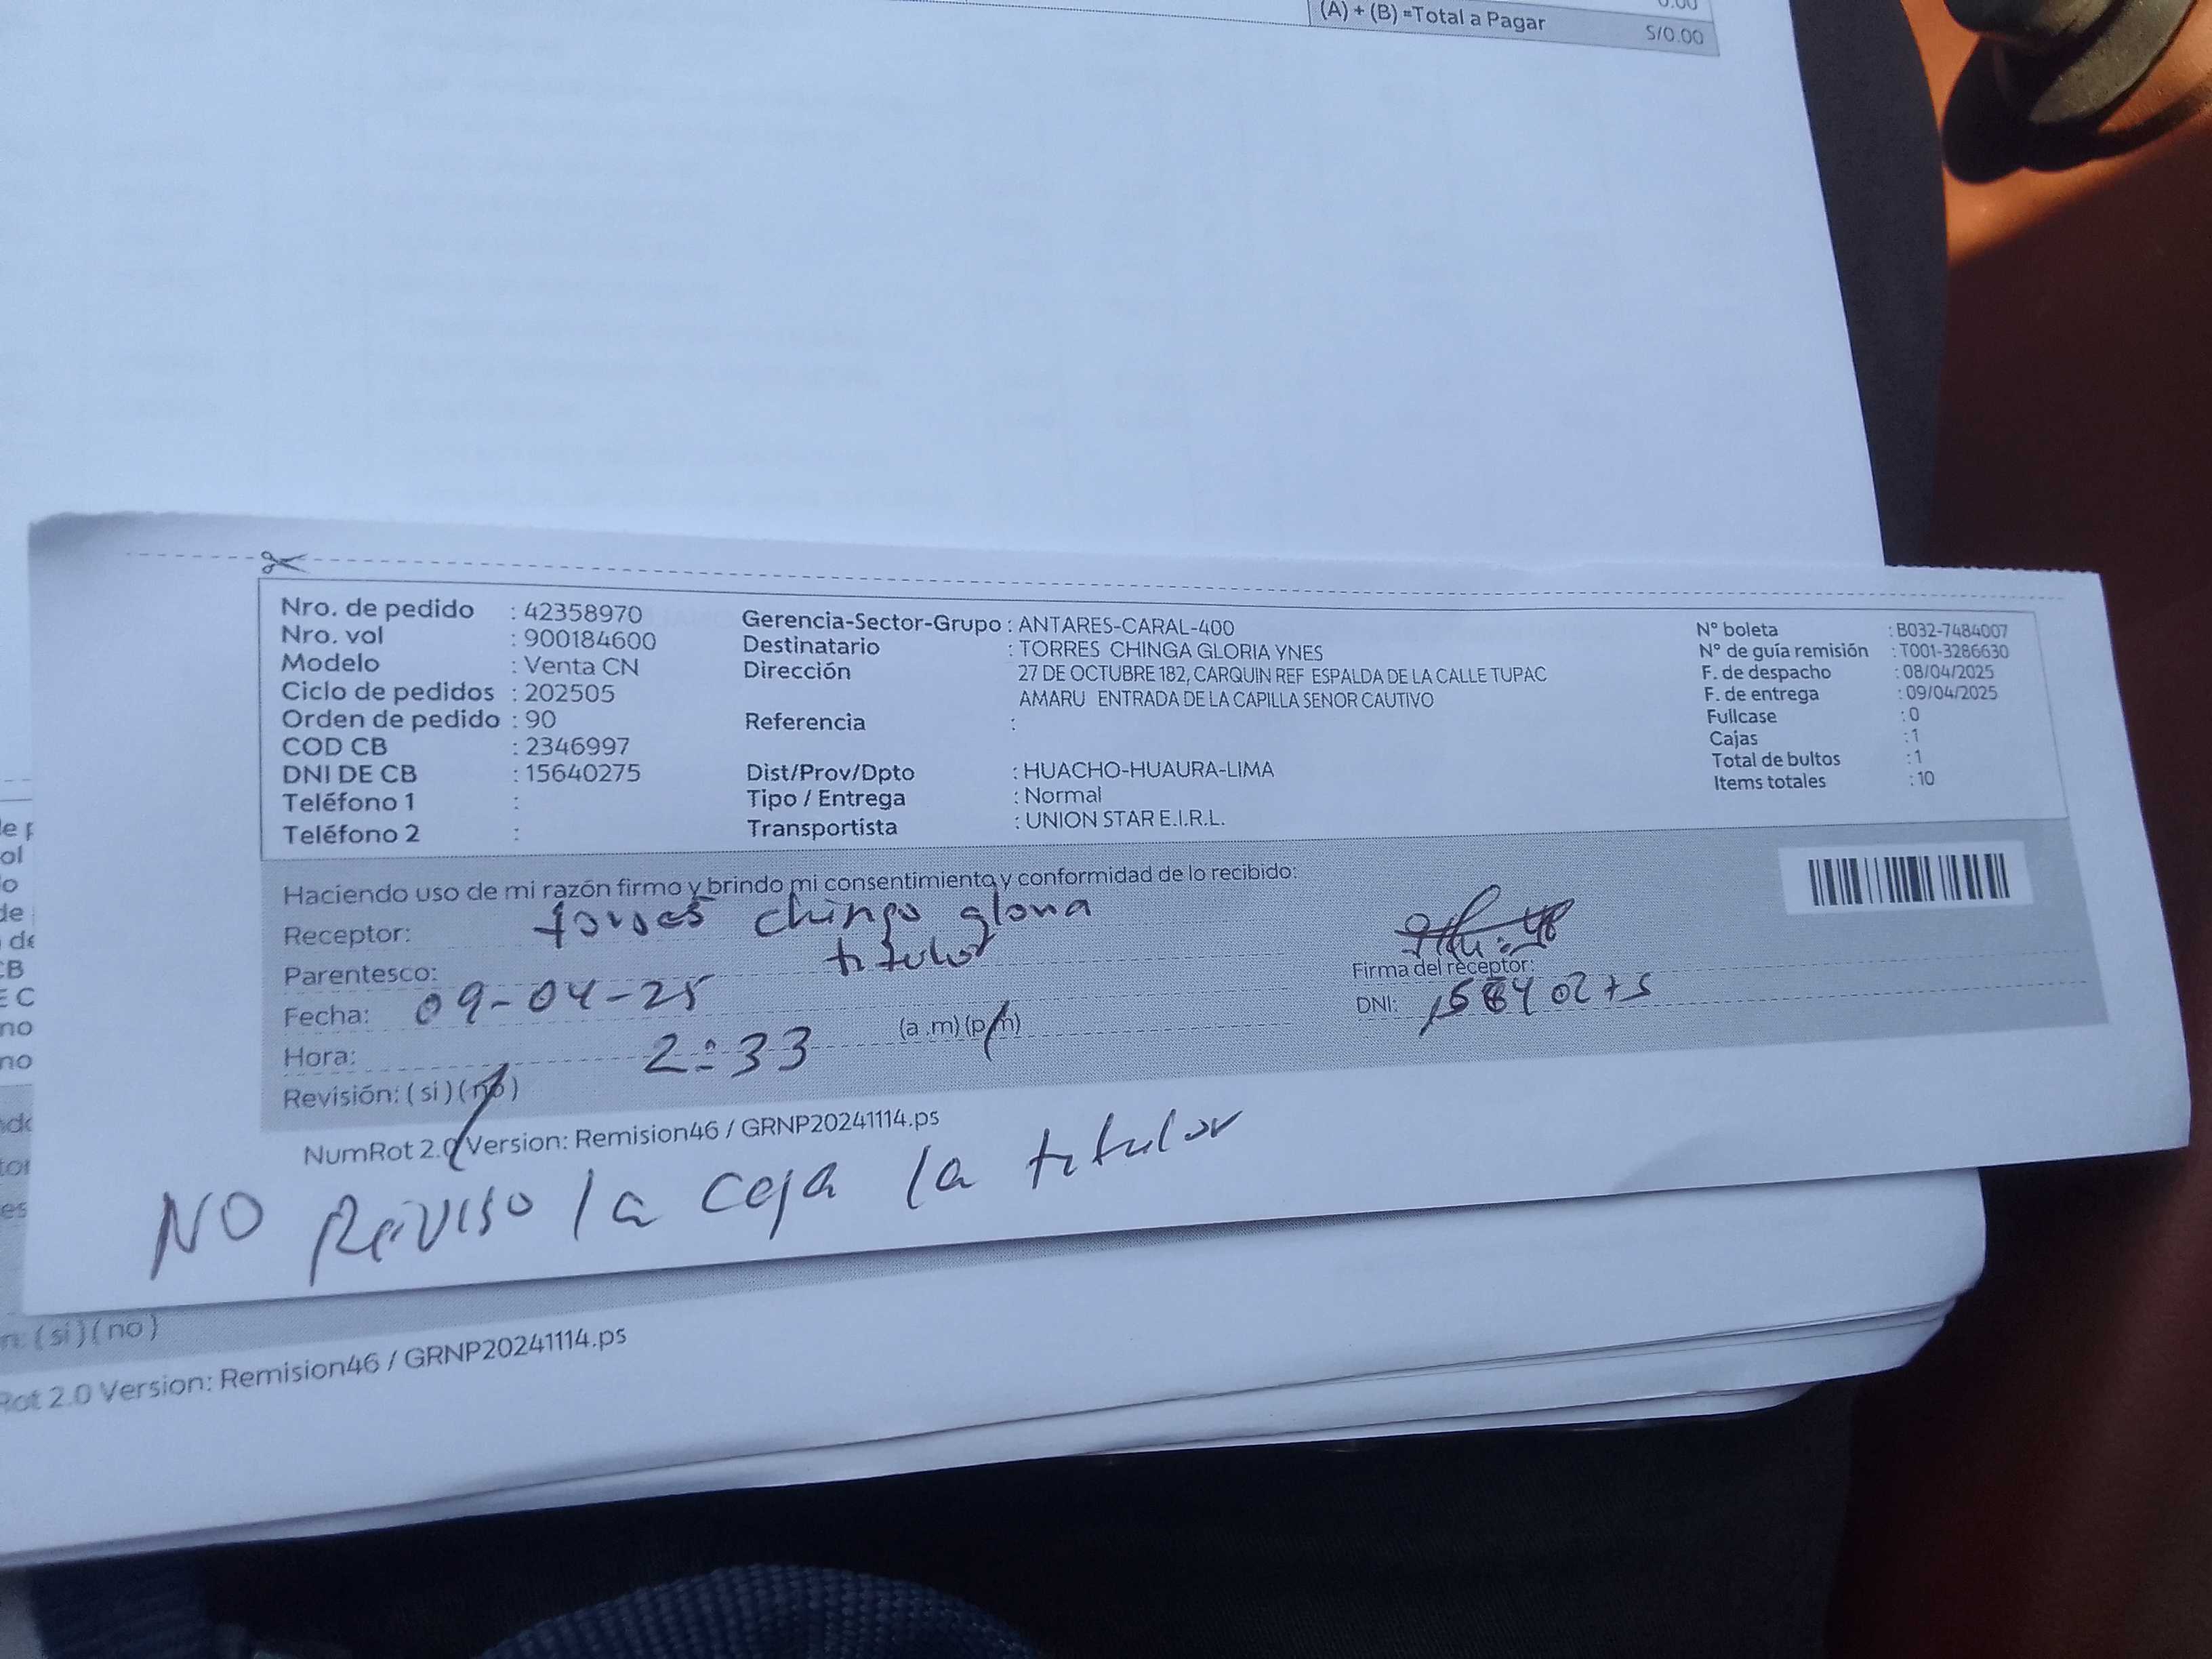 0.00
(A) + (B) =Total a Pagar S/0.00
Nro. de pedido : 42358970
Nro. vol : 900184600
Modelo : Venta CN
Ciclo de pedidos : 202505
Orden de pedido : 90
COD CB : 2346997
DNI DE CB : 15640275
Teléfono 1 :
Teléfono 2 :
Gerencia-Sector-Grupo : ANTARES-CARAL-400
Destinatario : TORRES CHINGA GLORIA YNES
Dirección 27 DE OCTUBRE 182, CARQUIN REF ESPALDA DE LA CALLE TUPAC
AMARU ENTRADA DE LA CAPILLA SENOR CAUTIVO
Referencia :
Dist/Prov/Dpto : HUACHO-HUAURA-LIMA
Tipo / Entrega : Normal
Transportista : UNION STAR E.I.R.L.
N° boleta : B032-7484007
N° de guía remisión : T001-3286630
F. de despacho : 08/04/2025
F. de entrega : 09/04/2025
Fullcase : 0
Cajas : 1
Total de bultos : 1
Items totales : 10
Haciendo uso de mi razón firmo y brindo mi consentimiento y conformidad de lo recibido:
Receptor: torres chinga gloria
Parentesco: titular
Fecha: 09-04-25
Hora: 2:33 (a.m) (p.m)
Revisión: (si) (no)
Firma del receptor:
DNI: 15640275
NumRot 2.0 Version: Remision46 / GRNP20241114.ps
NO Reviso la caja la titular
n: (si) (no)
Rot 2.0 Version: Remision46 / GRNP20241114.ps